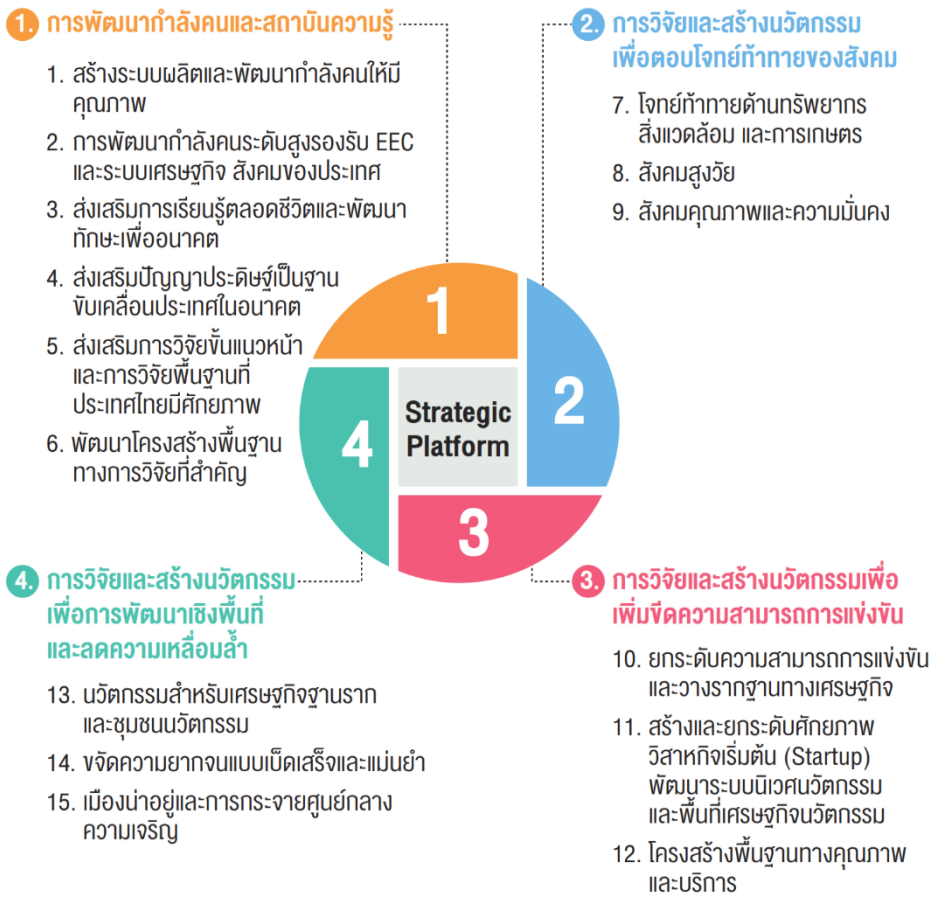 1. การพัฒนากำลังคนและสถาบันความรู้
1. สร้างระบบผลิตและพัฒนากำลังคนให้มี
คุณภาพ
2. การพัฒนากำลังคนระดับสูงรองรับ EEC
และระบบเศรษฐกิจ สังคมของประเทศ
3. ส่งเสริมการเรียนรู้ตลอดชีวิตและพัฒนา
ทักษะเพื่ออนาคต
4. ส่งเสริมปัญญาประดิษฐ์เป็นฐาน
ขับเคลื่อนประเทศในอนาคต
5. ส่งเสริมการวิจัยขั้นแนวหน้า
และการวิจัยพื้นฐานที่
ประเทศไทยมีศักยภาพ
6. พัฒนาโครงสร้างพื้นฐาน
ทางการวิจัยที่สำคัญ
2. การวิจัยและสร้างนวัตกรรม
เพื่อตอบโจทย์ท้าทายของสังคม
7. โจทย์ท้าทายด้านทรัพยากร
สิ่งแวดล้อม และการเกษตร
8. สังคมสูงวัย
9. สังคมคุณภาพและความมั่นคง
1
2
Strategic
Platform
4
3
4. การวิจัยและสร้างนวัตกรรม
เพื่อการพัฒนาเชิงพื้นที่
และลดความเหลื่อมล้ำ
13. นวัตกรรมสำหรับเศรษฐกิจฐานราก
และชุมชนนวัตกรรม
14. ขจัดความยากจนแบบเบ็ดเสร็จและแม่นยำ
15. เมืองน่าอยู่และการกระจายศูนย์กลาง
ความเจริญ
3. การวิจัยและสร้างนวัตกรรมเพื่อ
เพิ่มขีดความสามารถการแข่งขัน
10. ยกระดับความสามารถการแข่งขัน
และวางรากฐานทางเศรษฐกิจ
11. สร้างและยกระดับศักยภาพ
วิสาหกิจเริ่มต้น (Startup)
พัฒนาระบบนิเวศนวัตกรรม
และพื้นที่เศรษฐกิจนวัตกรรม
12. โครงสร้างพื้นฐานทางคุณภาพ
และบริการ